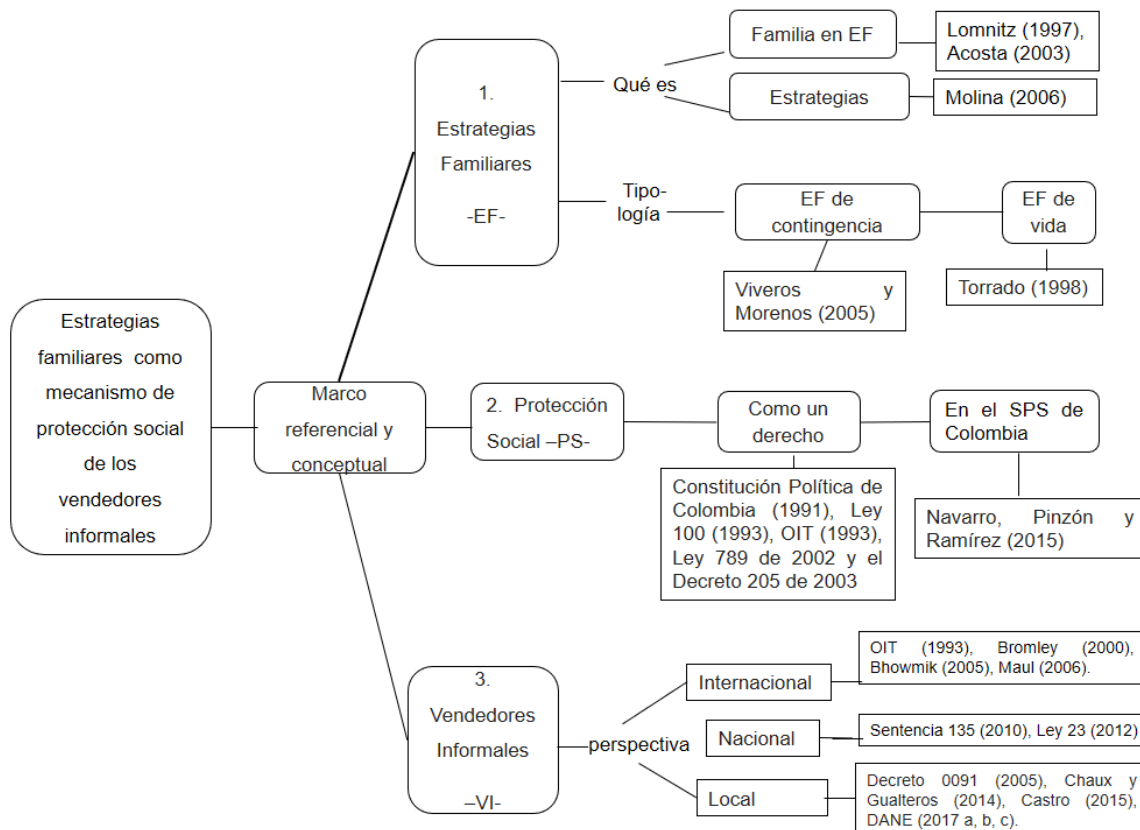 Estrategias
familiares como
mecanismo de
protección social
de los
vendedores
informales
Marco
referencial y
conceptual
1.
Estrategias
Familiares
-EF-
Qué es
Familia en EF
Lomnitz (1997),
Acosta (2003)
Estrategias
Molina (2006)
Tipo-
logía
EF de
contingencia
Viveros y
Morenos (2005)
EF de
vida
Torrado (1998)
2. Protección
Social –PS-
Como un
derecho
Constitución Política de
Colombia (1991), Ley
100 (1993), OIT (1993),
Ley 789 de 2002 y el
Decreto 205 de 2003
En el SPS de
Colombia
Navarro, Pinzón y
Ramírez (2015)
3.
Vendedores
Informales
–VI-
perspectiva
Internacional
OIT (1993), Bromley (2000),
Bhowmik (2005), Maul (2006).
Nacional
Sentencia 135 (2010), Ley 23 (2012)
Local
Decreto 0091 (2005), Chaux y
Gualteros (2014), Castro (2015),
DANE (2017 a, b, c).